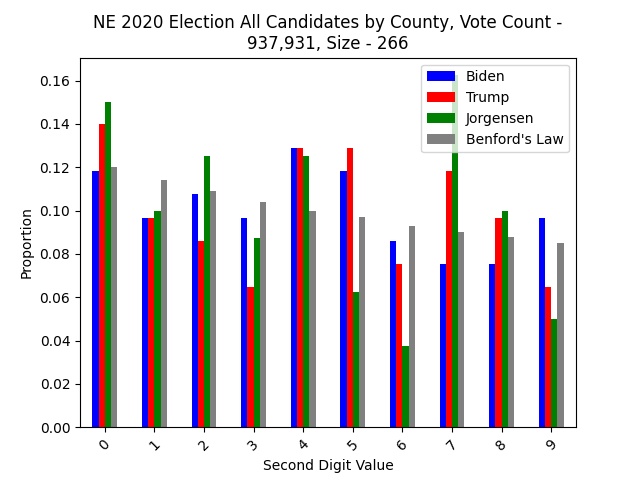 NE 2020 Election All Candidates by County, Vote Count -
937,931, Size - 266
Biden
Trump
Jorgensen
Benford's Law
Proportion
0.16
0.14
0.12
0.10
0.08
0.06
0.04
0.02
0.00
0 1 2 3 4 5 6 7 8 9
Second Digit Value